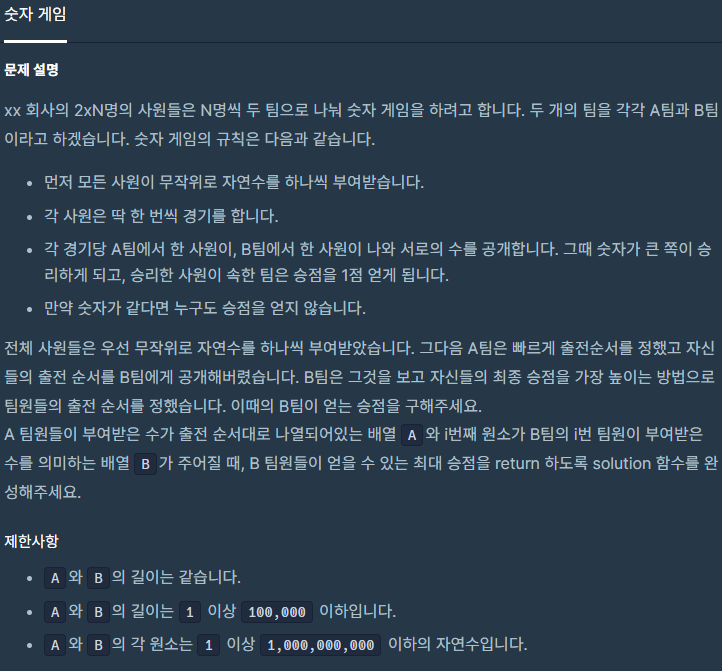 숫자 게임
문제 설명
xx 회사의 2xN명의 사원들은 N명씩 두 팀으로 나눠 숫자 게임을 하려고 합니다. 두 개의 팀을 각각 A팀과 B팀
이라고 하겠습니다. 숫자 게임의 규칙은 다음과 같습니다.
• 먼저 모든 사원이 무작위로 자연수를 하나씩 부여받습니다.
• 각 사원은 딱 한 번씩 경기를 합니다.
• 각 경기당 A팀에서 한 사원이, B팀에서 한 사원이 나와 서로의 수를 공개합니다. 그때 숫자가 큰 쪽이 승
리하게 되고, 승리한 사원이 속한 팀은 승점을 1점 얻게 됩니다.
• 만약 숫자가 같다면 누구도 승점을 얻지 않습니다.
전체 사원들은 우선 무작위로 자연수를 하나씩 부여받았습니다. 그다음 A팀은 빠르게 출전순서를 정했고 자신
들의 출전 순서를 B팀에게 공개해버렸습니다. B팀은 그것을 보고 자신들의 최종 승점을 가장 높이는 방법으로
팀원들의 출전 순서를 정했습니다. 이때의 B팀이 얻는 승점을 구해주세요.
A 팀원들이 부여받은 수가 출전 순서대로 나열되어있는 배열 A 와 i번째 원소가 B팀의 i번 팀원이 부여받은
수를 의미하는 배열 B 가 주어질 때, B 팀원들이 얻을 수 있는 최대 승점을 return 하도록 solution 함수를 완
성해주세요.
제한사항
• A 와 B 의 길이는 같습니다.
• A 와 B 의 길이는 1 이상 100,000 이하입니다.
• A 와 B 의 각 원소는 1 이상 1,000,000,000 이하의 자연수입니다.